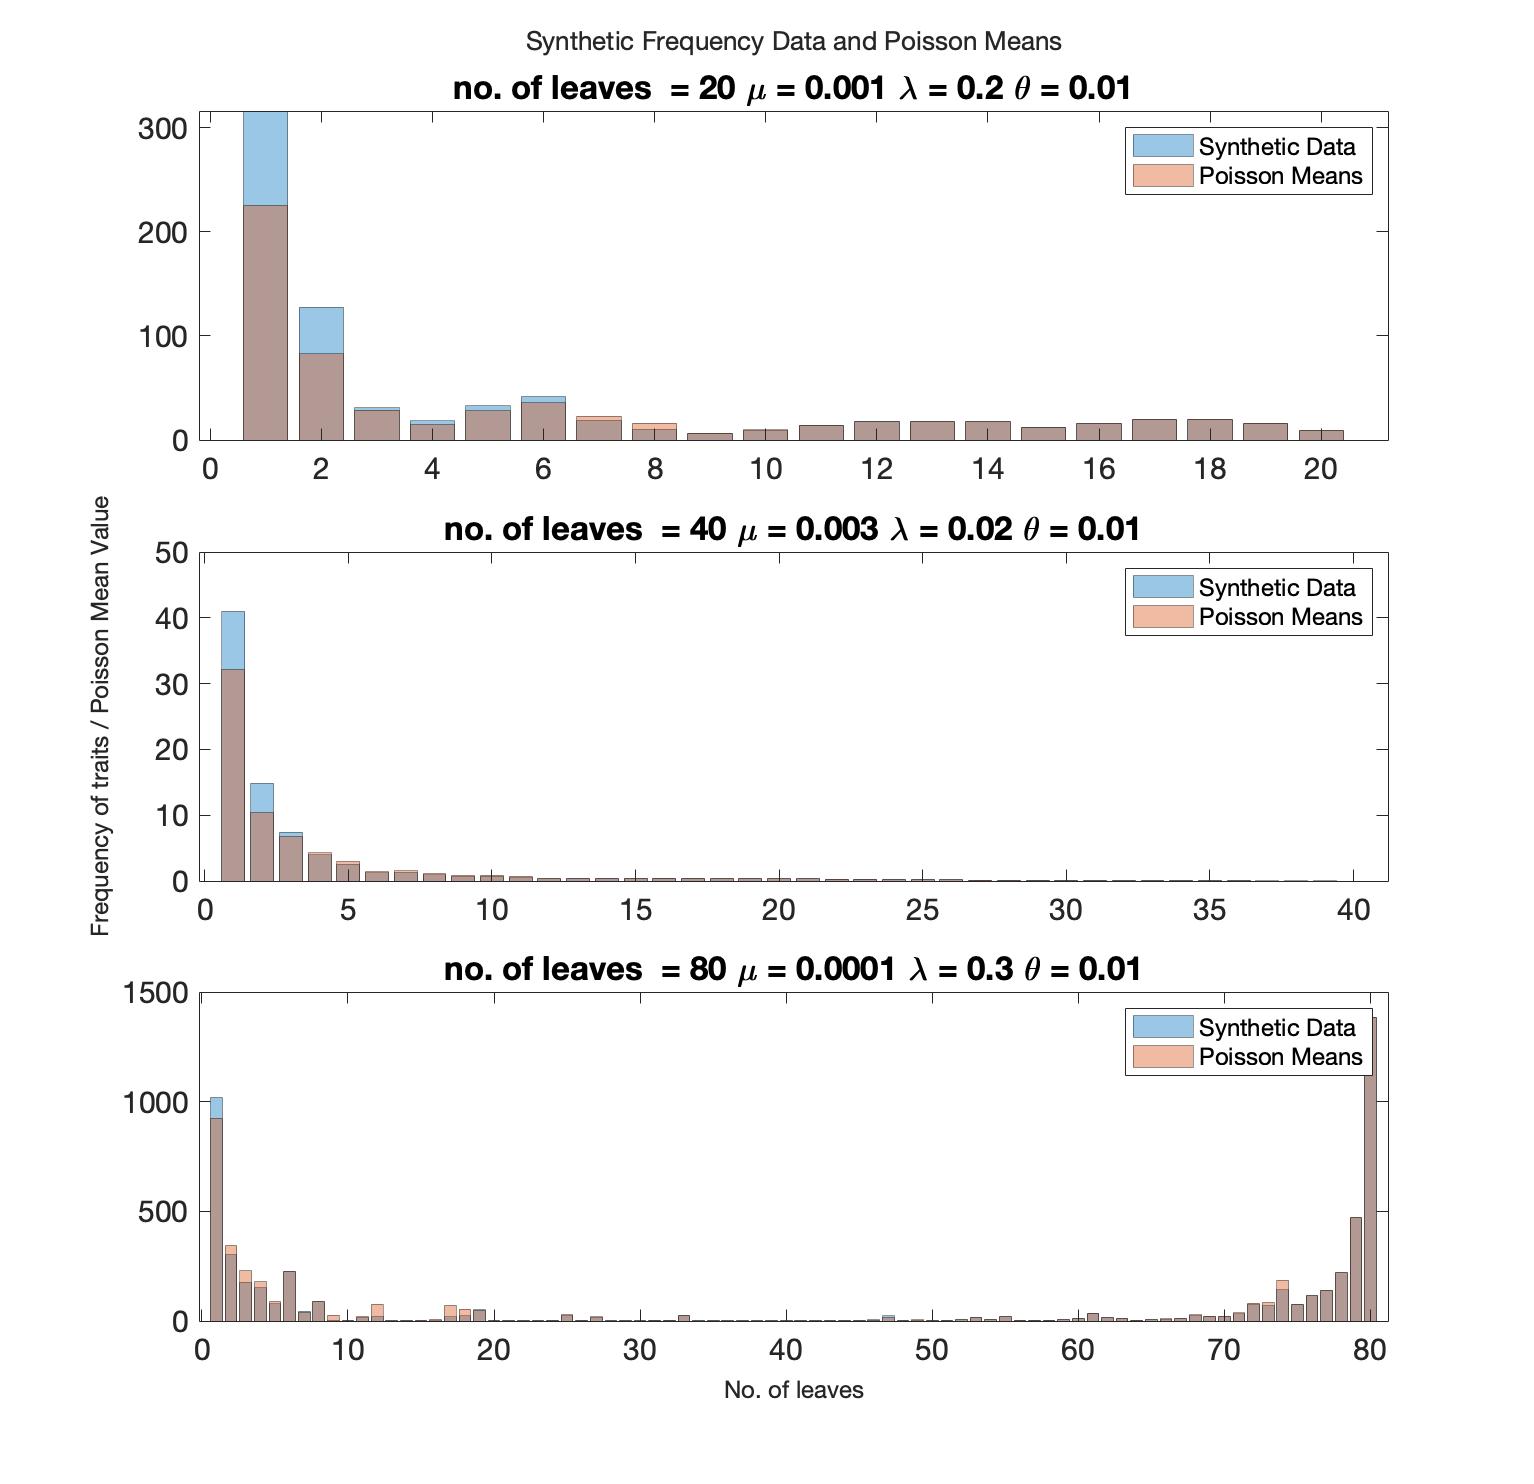 Synthetic Frequency Data and Poisson Means
no. of leaves = 20 μ = 0.001 λ = 0.2 θ = 0.01
300
200
100
0
Synthetic Data
Poisson Means
0 2 4 6 8 10 12 14 16 18 20
Frequency of traits / Poisson Mean Value
no. of leaves = 40 μ = 0.003 λ = 0.02 θ = 0.01
50
40
30
20
10
0
Synthetic Data
Poisson Means
0 5 10 15 20 25 30 35 40
no. of leaves = 80 μ = 0.0001 λ = 0.3 θ = 0.01
1500
1000
500
0
Synthetic Data
Poisson Means
0 10 20 30 40 50 60 70 80
No. of leaves